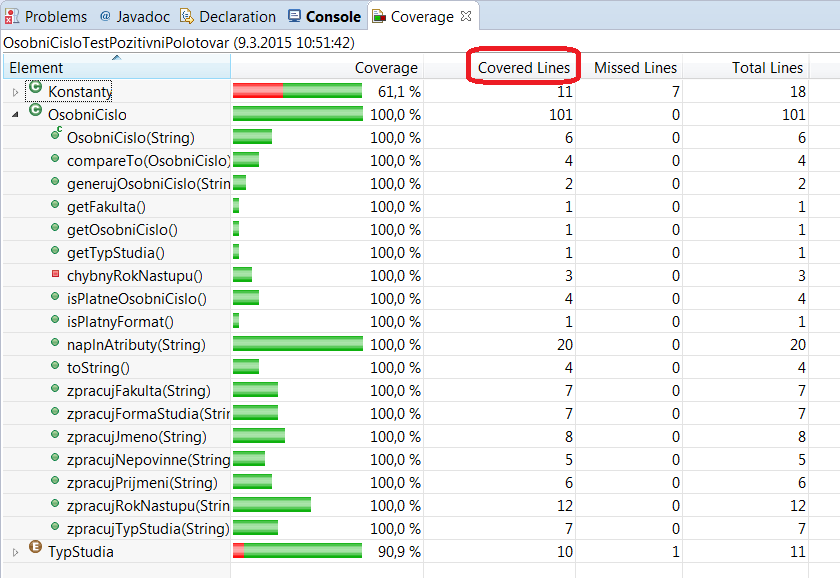 Problems @ Javadoc Declaration Console Coverage
OsobniCisloTestPozitivniPolotovar (9.3.2015 10:51:42)
Element Coverage Covered Lines Missed Lines Total Lines
Konstanty 61,1 % 11 7 18
OsobniCislo 100,0 % 101 0 101
OsobniCislo(String) 100,0 % 6 0 6
compareTo(OsobniCislo) 100,0 % 4 0 4
generujOsobniCislo(Strin 100,0 % 2 0 2
getFakulta() 100,0 % 1 0 1
getOsobniCislo() 100,0 % 1 0 1
getTypStudia() 100,0 % 1 0 1
chybnyRokNastupu() 100,0 % 3 0 3
isPlatneOsobniCislo() 100,0 % 4 0 4
isPlatnyFormat() 100,0 % 1 0 1
naplnAtributy(String) 100,0 % 20 0 20
toString() 100,0 % 4 0 4
zpracujFakulta(String) 100,0 % 7 0 7
zpracujFormaStudia(Strin 100,0 % 7 0 7
zpracujJmeno(String) 100,0 % 8 0 8
zpracujNepovinne(String 100,0 % 5 0 5
zpracujPrijmeni(String) 100,0 % 6 0 6
zpracujRokNastupu(Strin 100,0 % 12 0 12
zpracujTypStudia(String) 100,0 % 7 0 7
TypStudia 90,9 % 10 1 11